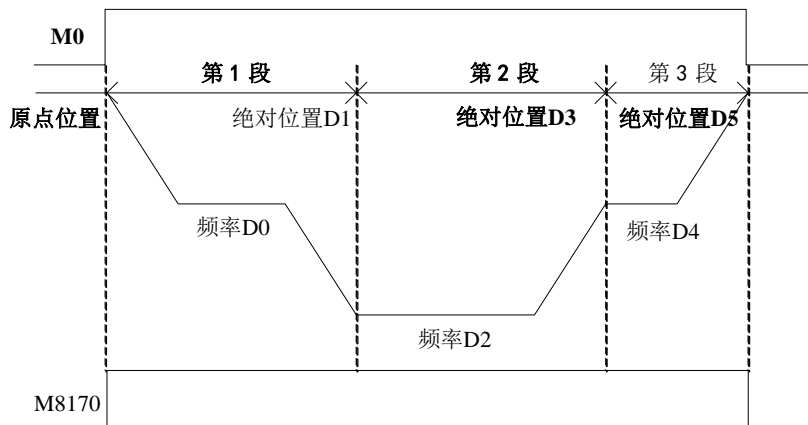 M0
第 1 段
第 2 段
第 3 段
原点位置
绝对位置D1
绝对位置D3
绝对位置D5
频率D0
频率D4
频率D2
M8170